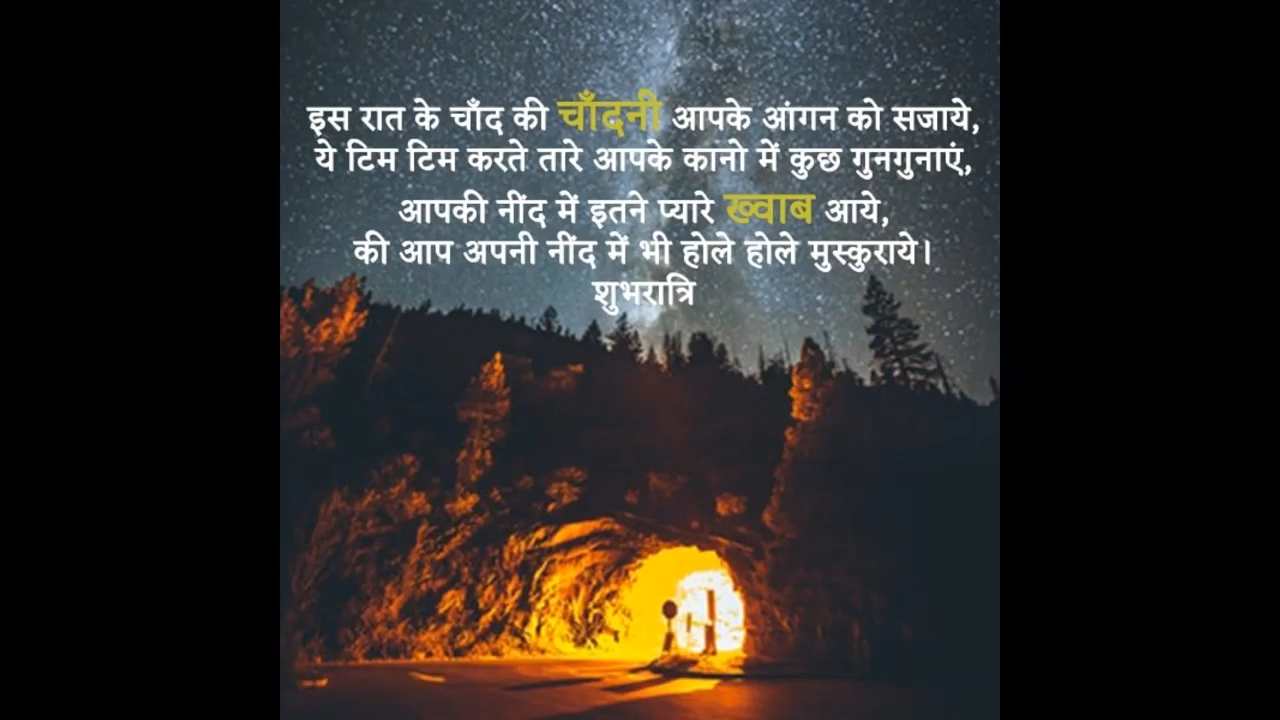 इस रात के चाँद की चाँदनी आपके आंगन को सजाये,
ये टिम टिम करते तारे आपके कानो में कुछ गुनगुनाएं,
आपकी नींद में इतने प्यारे ख्वाब आये,
की आप अपनी नींद में भी होले होले मुस्कुराये।
शुभरात्रि